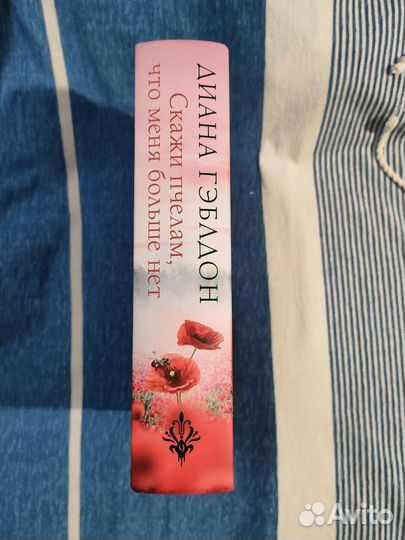 ДИАНА ГЭБЛДОН
Скажи пчелам,
что меня больше нет
Avito